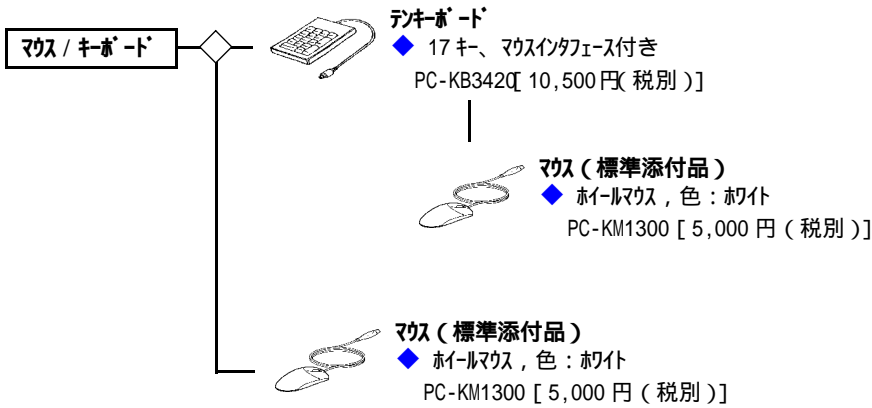 マウス / キーボード
テンキーボード
◆ 17 キー、マウスインタフェース付き
PC-KB3420[ 10,500円( 税別 )]
マウス ( 標準添付品 )
◆ ホイールマウス , 色 : ホワイト
PC-KM1300 [ 5,000 円 ( 税別 )]
マウス ( 標準添付品 )
◆ ホイールマウス , 色 : ホワイト
PC-KM1300 [ 5,000 円 ( 税別 )]